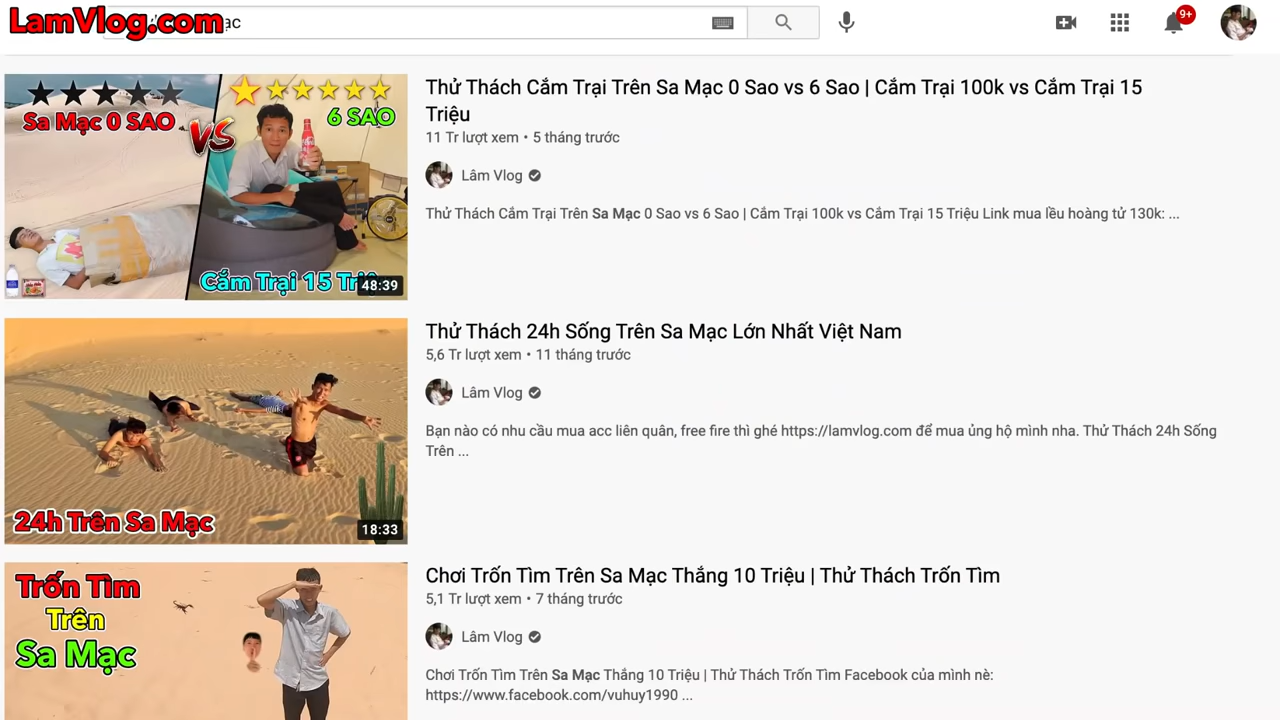 LamVlog.com ạc
9+
Sa Mạc 0 SAO
VS
6 SAO
Cắm Trại 15 Tri
48:39
Thử Thách Cắm Trại Trên Sa Mạc 0 Sao vs 6 Sao | Cắm Trại 100k vs Cắm Trại 15
Triệu
11 Tr lượt xem • 5 tháng trước
Lâm Vlog
Thử Thách Cắm Trại Trên Sa Mạc 0 Sao vs 6 Sao | Cắm Trại 100k vs Cắm Trại 15 Triệu Link mua lều hoàng tử 130k: ...
24h Trên Sa Mạc
18:33
Thử Thách 24h Sống Trên Sa Mạc Lớn Nhất Việt Nam
5,6 Tr lượt xem • 11 tháng trước
Lâm Vlog
Bạn nào có nhu cầu mua acc liên quân, free fire thì ghé https://lamvlog.com để mua ủng hộ mình nha. Thử Thách 24h Sống
Trên ...
Trốn Tìm
Trên
Sa Mạc
Chơi Trốn Tìm Trên Sa Mạc Thắng 10 Triệu | Thử Thách Trốn Tìm
5,1 Tr lượt xem • 7 tháng trước
Lâm Vlog
Chơi Trốn Tìm Trên Sa Mạc Thắng 10 Triệu | Thử Thách Trốn Tìm Facebook của mình nè:
https://www.facebook.com/vuhuy1990 ...